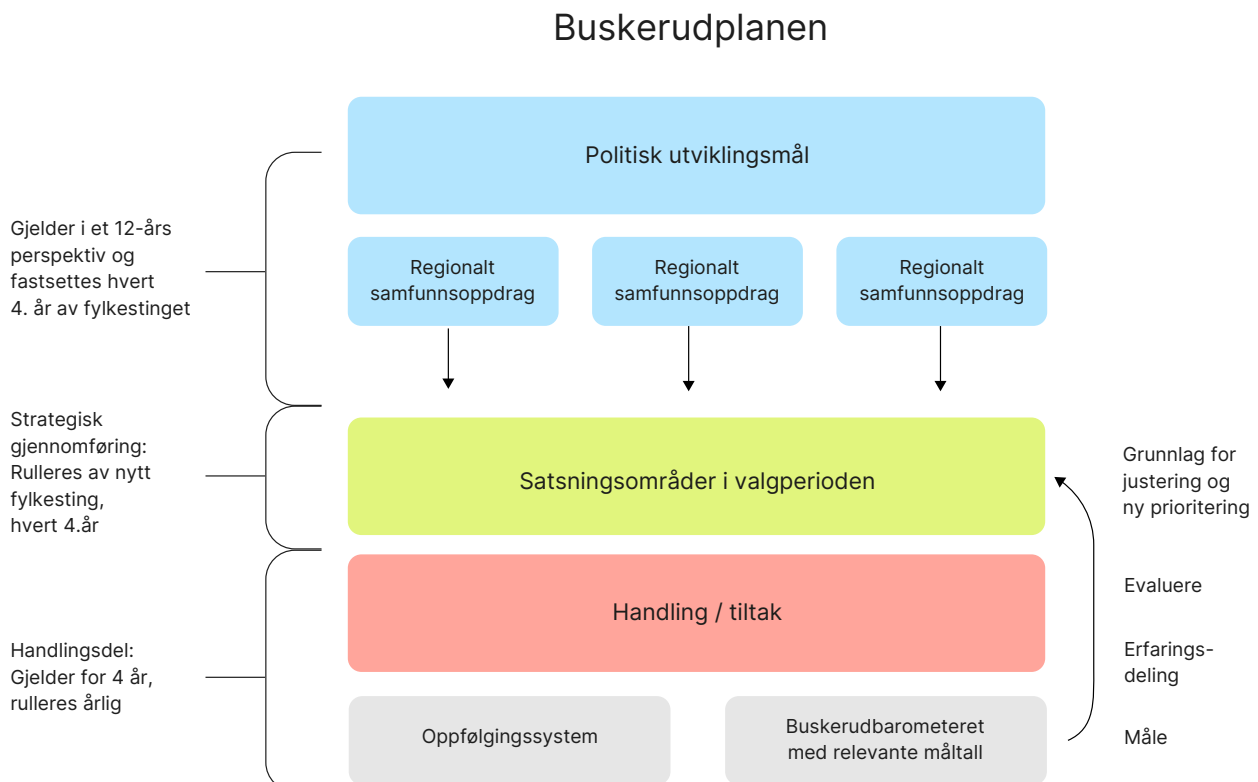 Buskerudplanen
Politisk utviklingsmål
Gjelder i et 12-års
perspektiv og
fastsettes hvert
4. år av fylkestinget
Regionalt
samfunnsoppdrag
Regionalt
samfunnsoppdrag
Regionalt
samfunnsoppdrag
Strategisk
gjennomføring:
Rulleres av nytt
fylkesting,
hvert 4.år
Satsningsområder i valgperioden
Grunnlag for
justering og
ny prioritering
Handling / tiltak
Evaluere
Erfarings-
deling
Måle
Handlingsdel:
Gjelder for 4 år,
rulleres årlig
Oppfølgingssystem
Buskerudbarometeret
med relevante måltall